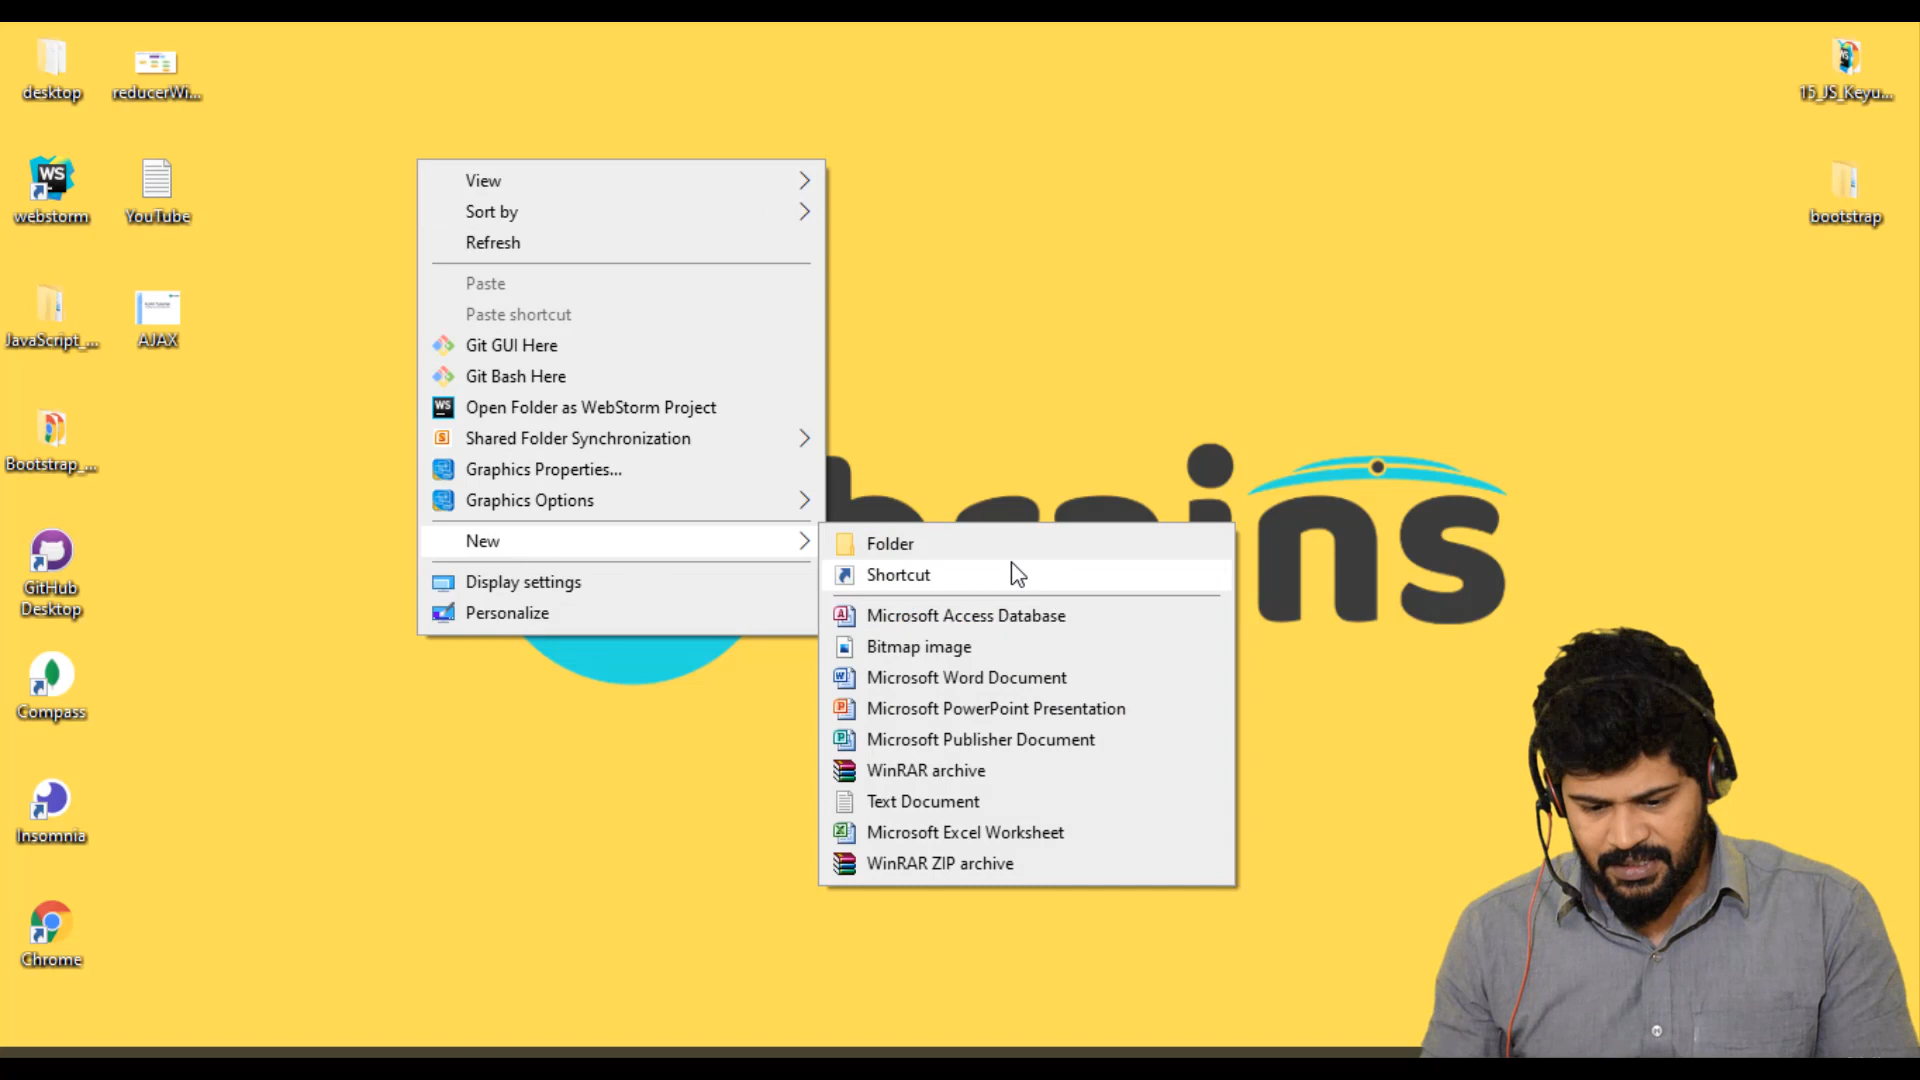 desktop
reducerWi...
15_JS_Keyu...
WS
webstorm
YouTube
bootstrap
JavaScript_...
AJAX
Bootstrap_...
GitHub
Desktop
Compass
Insomnia
Chrome
View
Sort by
Refresh
Paste
Paste shortcut
Git GUI Here
Git Bash Here
WS
Open Folder as WebStorm Project
S
Shared Folder Synchronization
Graphics Properties...
Graphics Options
New
Display settings
Personalize
Folder
Shortcut
Microsoft Access Database
Bitmap image
Microsoft Word Document
Microsoft PowerPoint Presentation
Microsoft Publisher Document
WinRAR archive
Text Document
Microsoft Excel Worksheet
WinRAR ZIP archive
ins